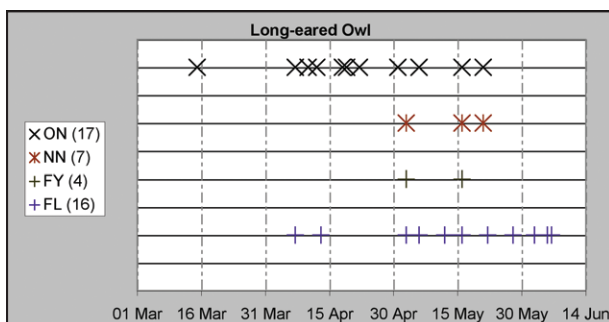 Long-eared Owl
ON (17)
NN (7)
FY (4)
FL (16)
01 Mar 16 Mar 31 Mar 15 Apr 30 Apr 15 May 30 May 14 Jun